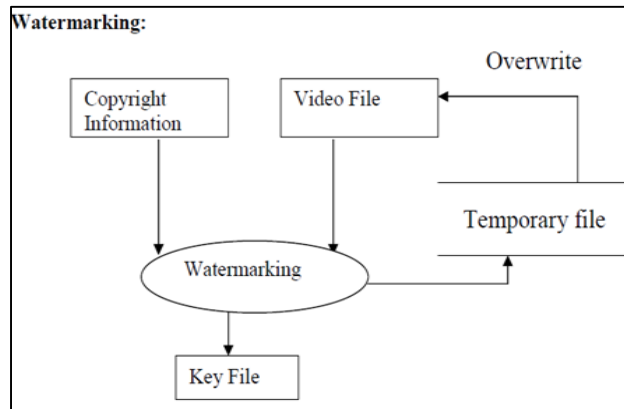 Watermarking:
Overwrite
Copyright
Information
Video File
Temporary file
Watermarking
Key File